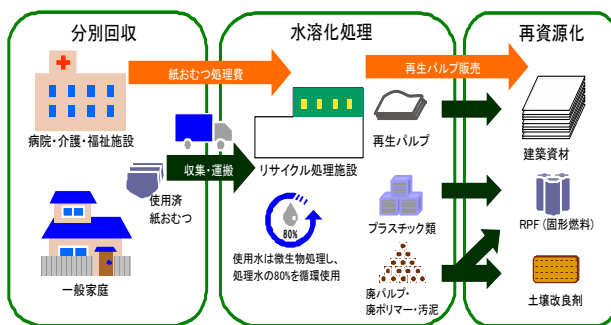 分別回収
病院・介護・福祉施設
使用済
紙おむつ
一般家庭
紙おむつ処理費
収集・運搬
水溶化処理
リサイクル処理施設
80%
使用水は微生物処理し、
処理水の80%を循環使用
再生パルプ
プラスチック類
廃パルプ・
廃ポリマー・汚泥
再生パルプ販売
再資源化
建築資材
RPF(固形燃料)
土壌改良剤